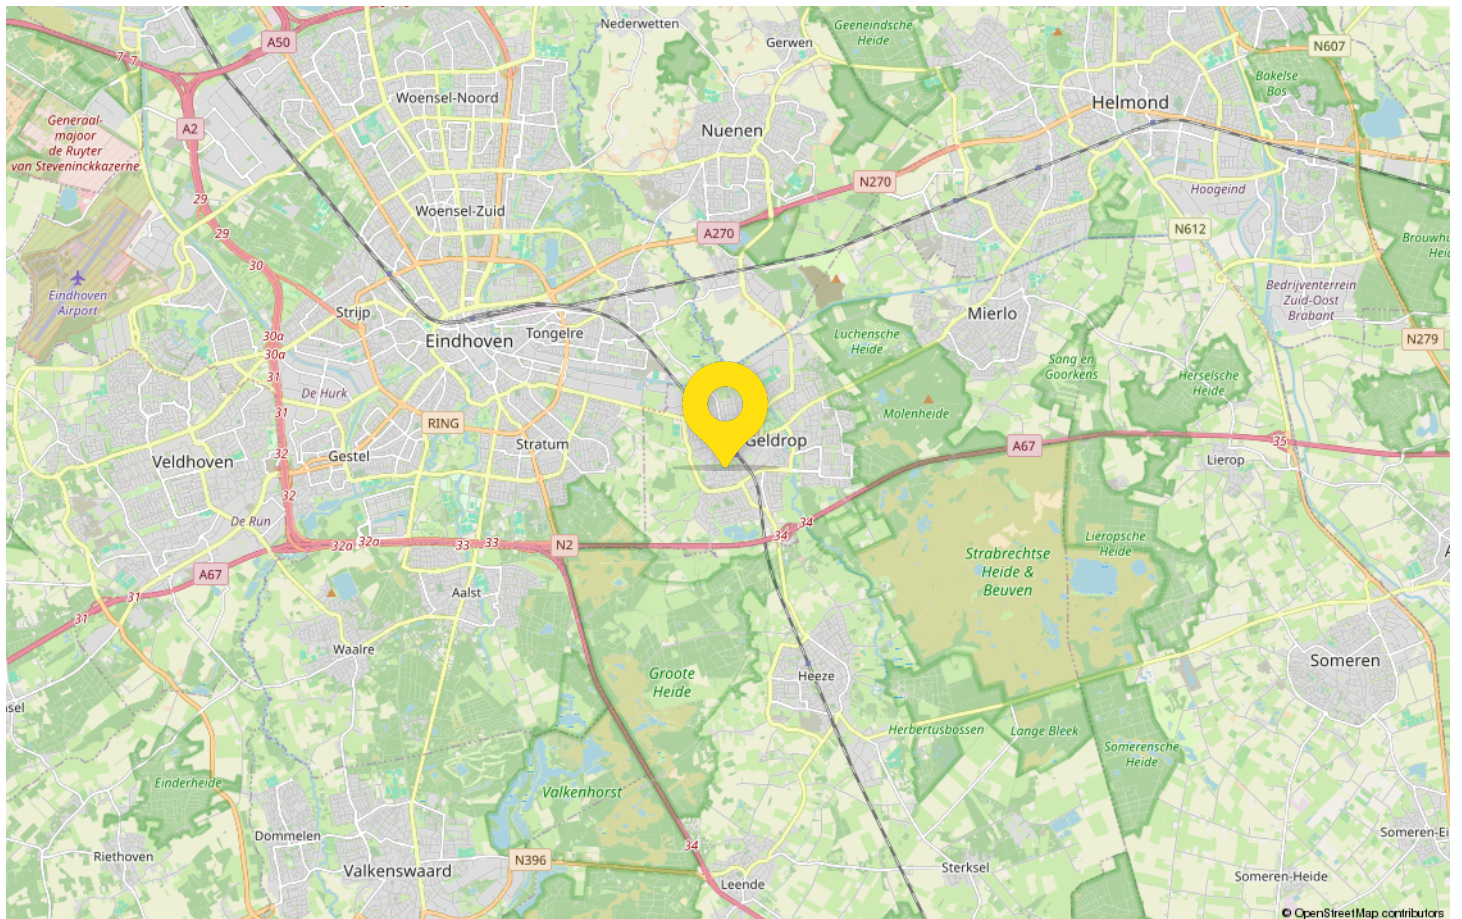 Nederwetten
Geeneindsche
Heide
A50
Gerwen
N607
7
7
Bakelse
Bos
Woensel-Noord
Helmond
Generaal-
majoor
de Ruyter
van Steveninckkazerne
A2
Nuenen
N270
Hoogeind
29
Woensel-Zuid
29
A270
N612
30
Eindhoven
Airport
Bedrijventerrein
Zuid-Oost
Brabant
Strijp
Mierlo
30a
Eindhoven
Tongelre
Luchensche
Heide
N279
30a
Sang en
Goorkens
31
De Hurk
Herselsche
Heide
31
Molenheide
RING
Stratum
Geldrop
A67
35
32
Gestel
Veldhoven
Lierop
32
De Run
34
34
32a
32a
33
33
N2
Lieropsche
Heide
Strabrechtse
Heide &
Beuven
A67
Aalst
31
31
Waalre
Groote
Heide
Heeze
Someren
sel
Herbertusbossen
Lange Bleek
Somerensche
Heide
Einderheide
Valkenhorst
Dommelen
34
Someren-Ei
Riethoven
N396
Valkenswaard
Sterksel
Leende
Someren-Heide
© OpenStreetMap contributors